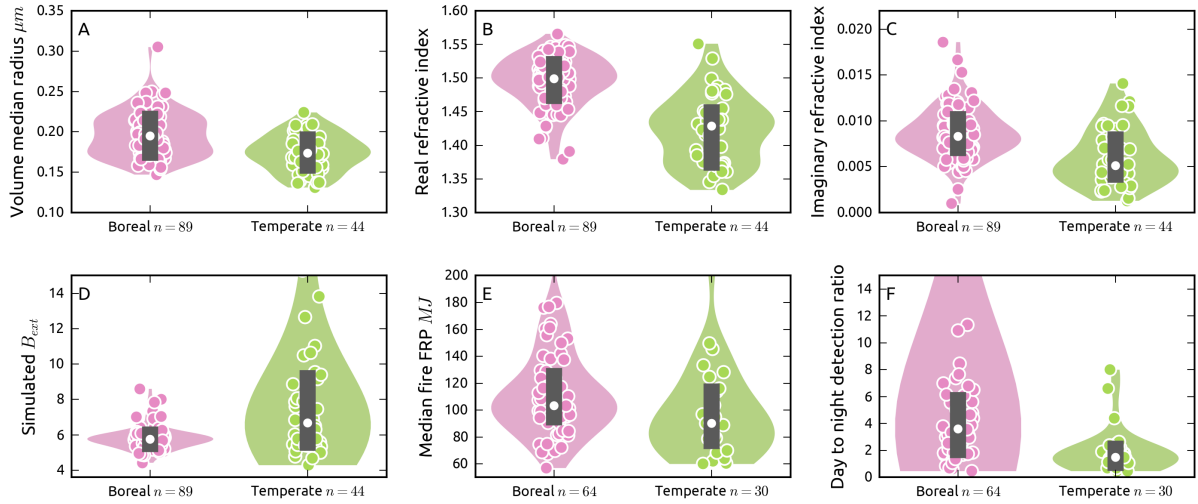 A
Volume median radius μm
0.35
0.30
0.25
0.20
0.15
0.10
Boreal n = 89
Temperate n = 44
B
Real refractive index
1.60
1.55
1.50
1.45
1.40
1.35
1.30
Boreal n = 89
Temperate n = 44
C
Imaginary refractive index
0.020
0.015
0.010
0.005
0.000
Boreal n = 89
Temperate n = 44
D
Simulated B_ext
14
12
10
8
6
4
Boreal n = 89
Temperate n = 44
E
Median fire FRP MJ
200
180
160
140
120
100
80
60
Boreal n = 64
Temperate n = 30
F
Day to night detection ratio
14
12
10
8
6
4
2
0
Boreal n = 64
Temperate n = 30